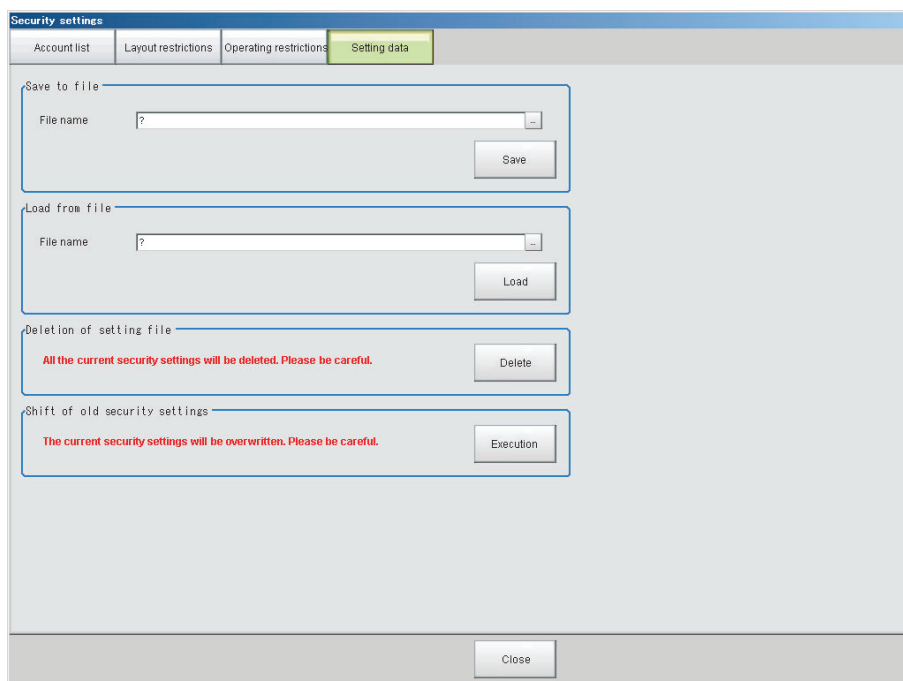 Security settings
Account list Layout restrictions Operating restrictions Setting data
Save to file
File name ? ...
Save
Load from file
File name ? ...
Load
Deletion of setting file
All the current security settings will be deleted. Please be careful. Delete
Shift of old security settings
The current security settings will be overwritten. Please be careful. Execution
Close